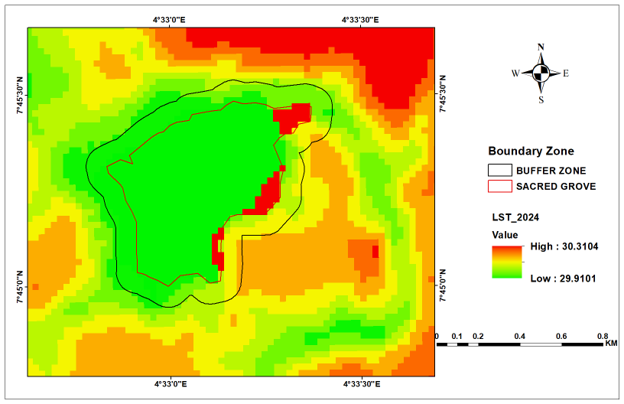 4°33'0"E
4°33'30"E
7°45'30"N
7°45'30"N
N
W
E
S
Boundary Zone
BUFFER ZONE
SACRED GROVE
LST_2024
Value
High : 30.3104
Low : 29.9101
7°45'0"N
7°45'0"N
0 0.1 0.2 0.4 0.6 0.8
KM
4°33'0"E
4°33'30"E